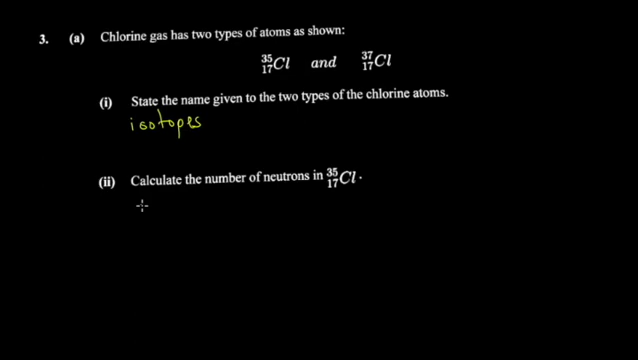 3. (a) Chlorine gas has two types of atoms as shown:
³⁵₁₇Cl and ³⁷₁₇Cl
(i) State the name given to the two types of the chlorine atoms.
isotopes
(ii) Calculate the number of neutrons in ³⁵₁₇Cl.